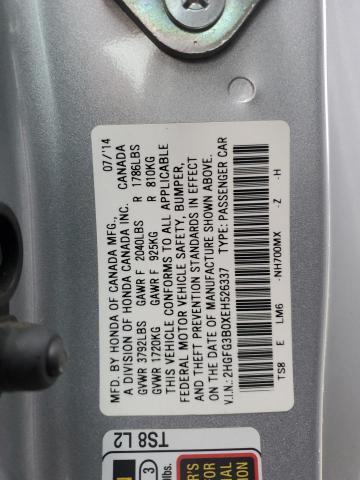 MFD. BY HONDA OF CANADA MFG., 07/'14
A DIVISION OF HONDA CANADA INC. CANADA
GVWR 3792LBS GAWR F 2040LBS R 1786LBS
GVWR 1720KG GAWR F 925KG R 810KG
THIS VEHICLE CONFORMS TO ALL APPLICABLE
FEDERAL MOTOR VEHICLE SAFETY, BUMPER,
AND THEFT PREVENTION STANDARDS IN EFFECT
ON THE DATE OF MANUFACTURE SHOWN ABOVE.
V.I.N.: 2HGFG3B0XEH526337 TYPE: PASSENGER CAR
TS8 E LM6 -NH700MX -Z -H
TS8 L2
3
lbs.